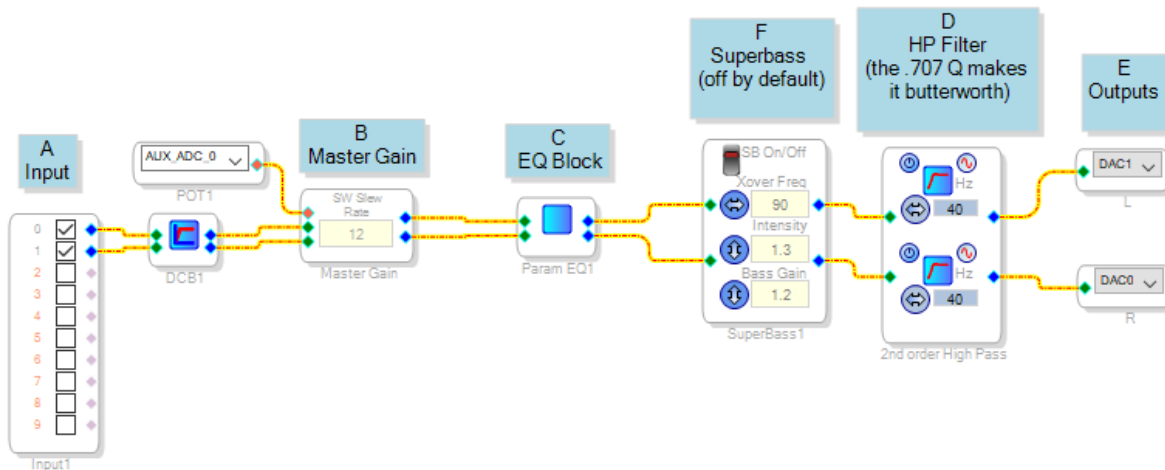 A
Input
B
Master Gain
C
EQ Block
F
Superbass
(off by default)
D
HP Filter
(the .707 Q makes
it butterworth)
E
Outputs
AUX_ADC_0
POT1
0
1
2
3
4
5
6
7
8
9
Input1
DCB1
SW Slew
Rate
12
Master Gain
Param EQ1
SB On/Off
Xover Freq
90
Intensity
1.3
Bass Gain
1.2
SuperBass1
Hz
40
Hz
40
2nd order High Pass
DAC1
L
DAC0
R